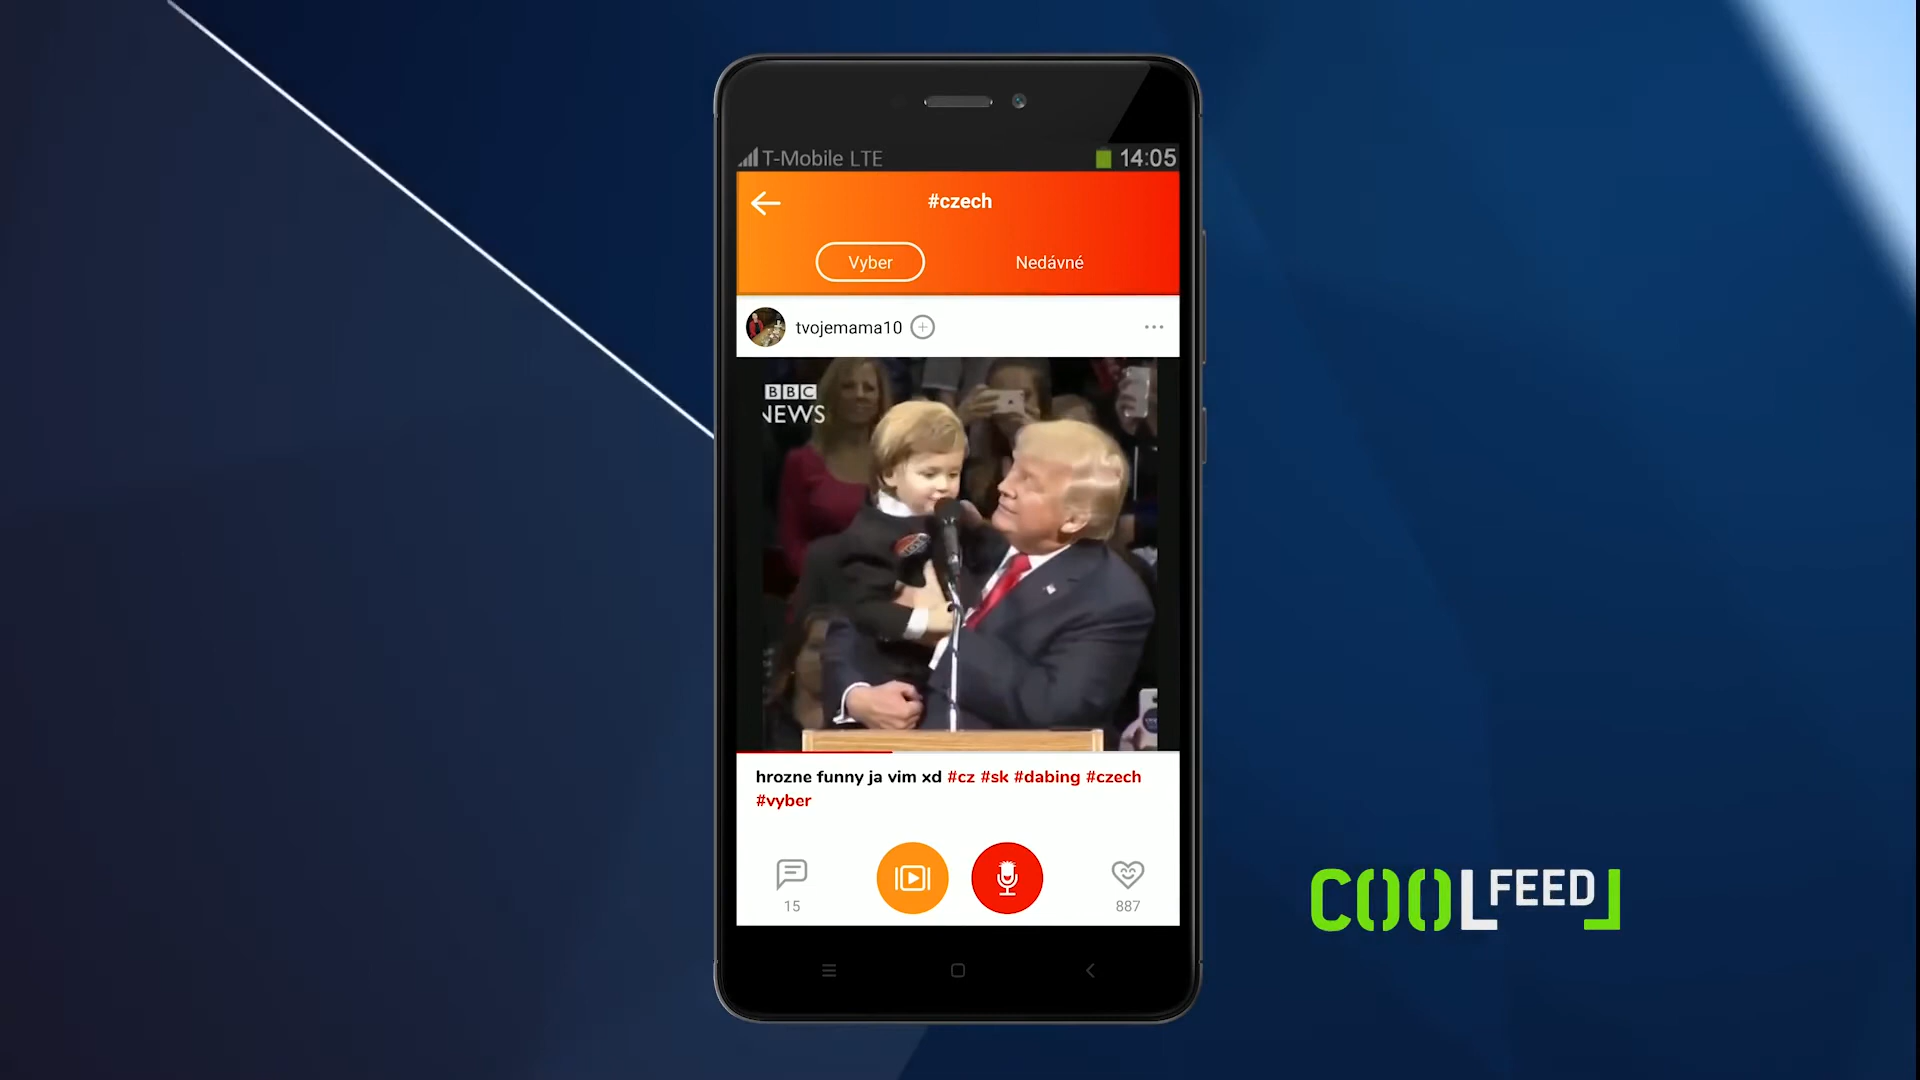 T-Mobile LTE
14:05
#czech
Vyber
Nedávné
tvojemama10
BBC
NEWS
hrozne funny ja vim xd #cz #sk #dabing #czech
#vyber
15
887
COOL FEED